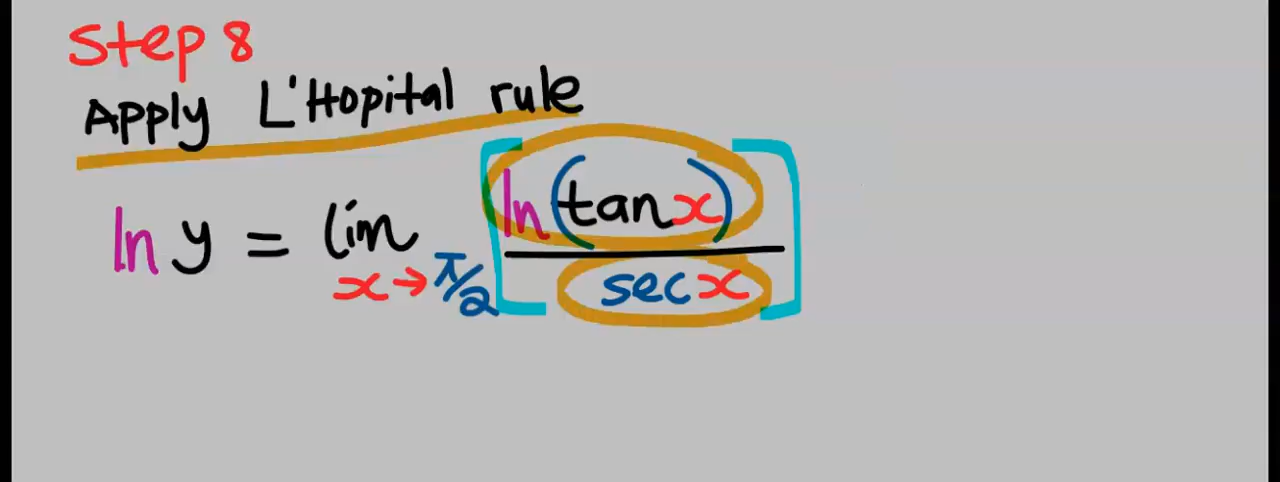 Step 8
Apply L'Hopital rule
ln y = lim x→π/2 [ln(tanx) / secx]